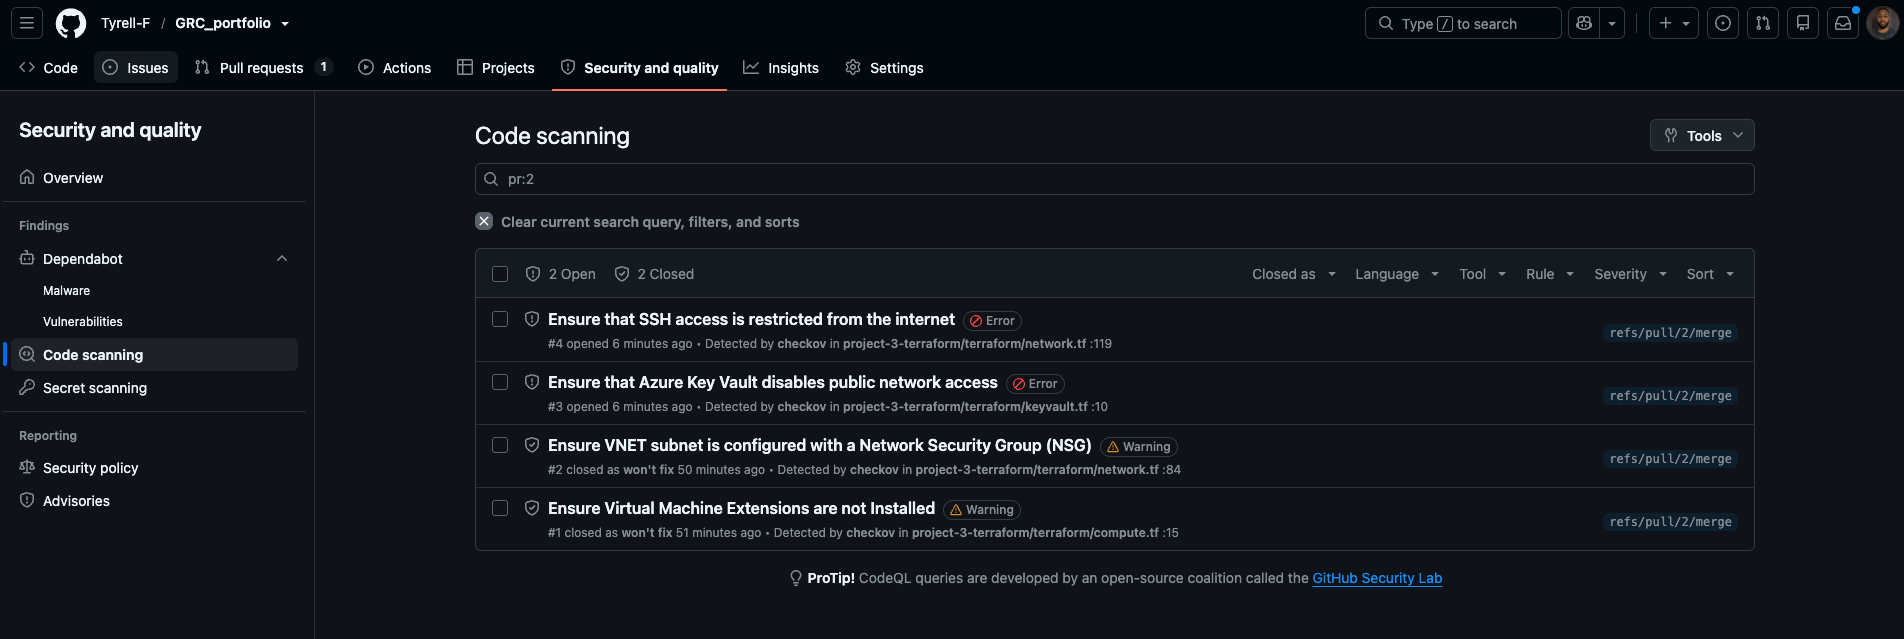 Tyrell-F / GRC_portfolio
Type / to search
Code
Issues
Pull requests 1
Actions
Projects
Security and quality
Insights
Settings
Security and quality
Overview
Findings
Dependabot
Malware
Vulnerabilities
Code scanning
Secret scanning
Reporting
Security policy
Advisories
Code scanning
Tools
pr:2
Clear current search query, filters, and sorts
2 Open 2 Closed Closed as Language Tool Rule Severity Sort
Ensure that SSH access is restricted from the internet Error
#4 opened 6 minutes ago • Detected by checkov in project-3-terraform/terraform/network.tf :119
refs/pull/2/merge
Ensure that Azure Key Vault disables public network access Error
#3 opened 6 minutes ago • Detected by checkov in project-3-terraform/terraform/keyvault.tf :10
refs/pull/2/merge
Ensure VNET subnet is configured with a Network Security Group (NSG) Warning
#2 closed as won't fix 50 minutes ago • Detected by checkov in project-3-terraform/terraform/network.tf :84
refs/pull/2/merge
Ensure Virtual Machine Extensions are not Installed Warning
#1 closed as won't fix 51 minutes ago • Detected by checkov in project-3-terraform/terraform/compute.tf :15
refs/pull/2/merge
ProTip! CodeQL queries are developed by an open-source coalition called the GitHub Security Lab